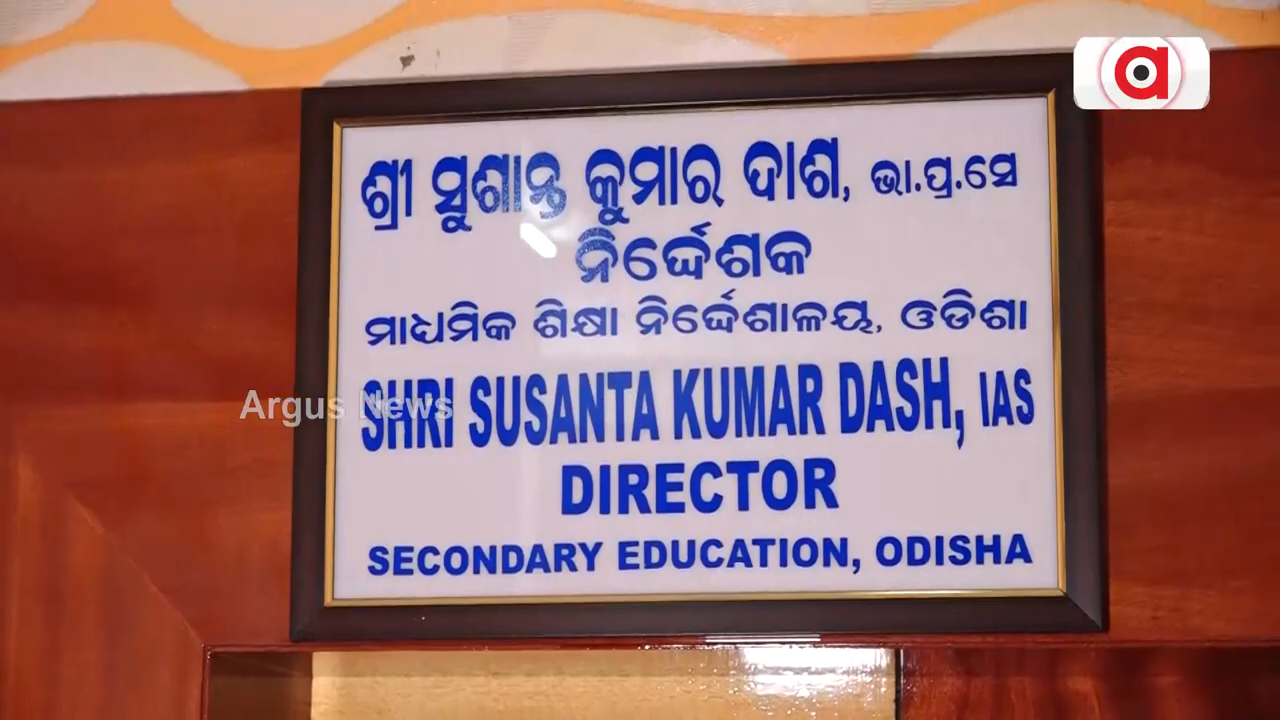 ଶ୍ରୀ ସୁଶାନ୍ତ କୁମାର ଦାଶ, ଭା.ପ୍ର.ସେ
ନିର୍ଦ୍ଦେଶକ
ମାଧ୍ୟମିକ ଶିକ୍ଷା ନିର୍ଦ୍ଦେଶାଳୟ, ଓଡିଶା
SHRI SUSANTA KUMAR DASH, IAS
DIRECTOR
SECONDARY EDUCATION, ODISHA
Argus News
a